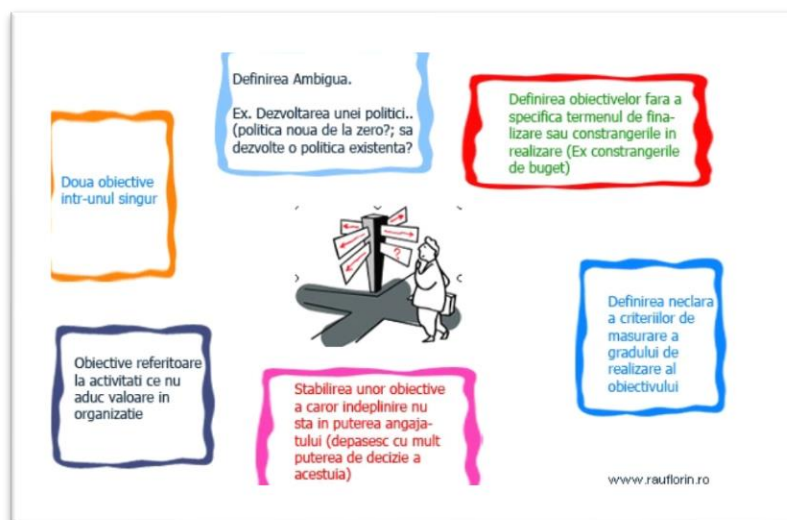 Definirea Ambigua.
Ex. Dezvoltarea unei politici..
(politica noua de la zero?; sa
dezvolte o politica existenta?
Definirea obiectivelor fara a
specifica termenul de fina-
lizare sau constrangerile in
realizare (Ex constrangerile
de buget)
Doua obiective
intr-unul singur
?
Definirea neclara
a criteriilor de
masurare a
gradului de
realizare al
obiectivului
Obiective referitoare
la activitati ce nu
aduc valoare in
organizatie
Stabilirea unor obiective
a caror indeplinire nu
sta in puterea angaja-
tului (depasesc cu mult
puterea de decizie a
acestuia)
www.rauflorin.ro